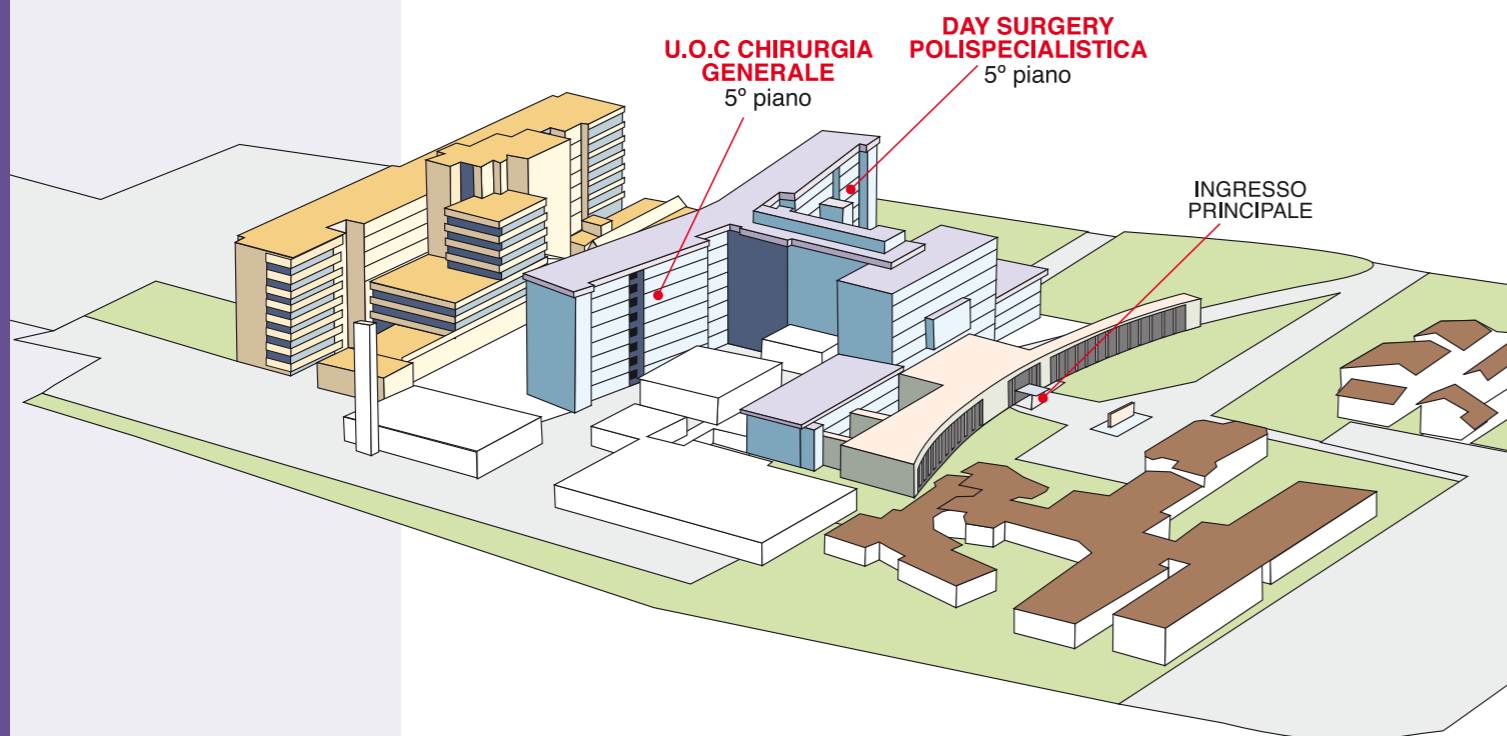 U.O.C CHIRURGIA
GENERALE
5º piano
DAY SURGERY
POLISPECIALISTICA
5º piano
INGRESSO
PRINCIPALE